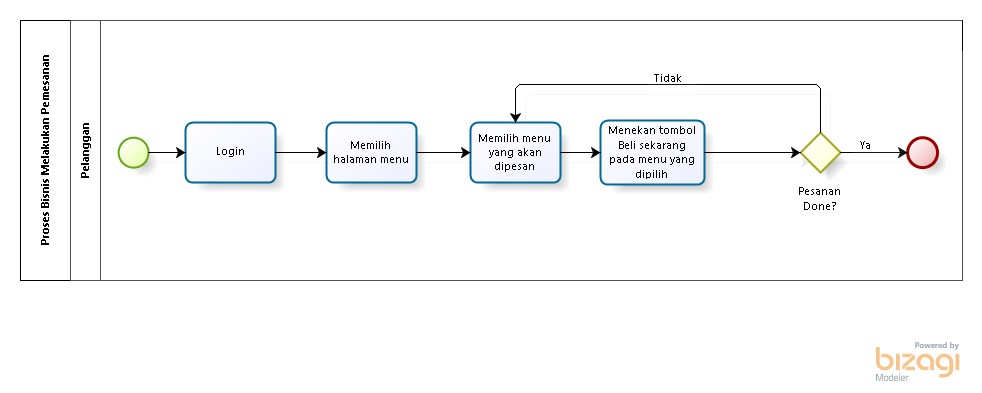 Proses Bisnis Melakukan Pemesanan
Pelanggan
Login
Memilih
halaman menu
Memilih menu
yang akan
dipesan
Menekan tombol
Beli sekarang
pada menu yang
dipilih
Tidak
Pesanan
Done?
Ya
Powered by
bizagi
Modeler